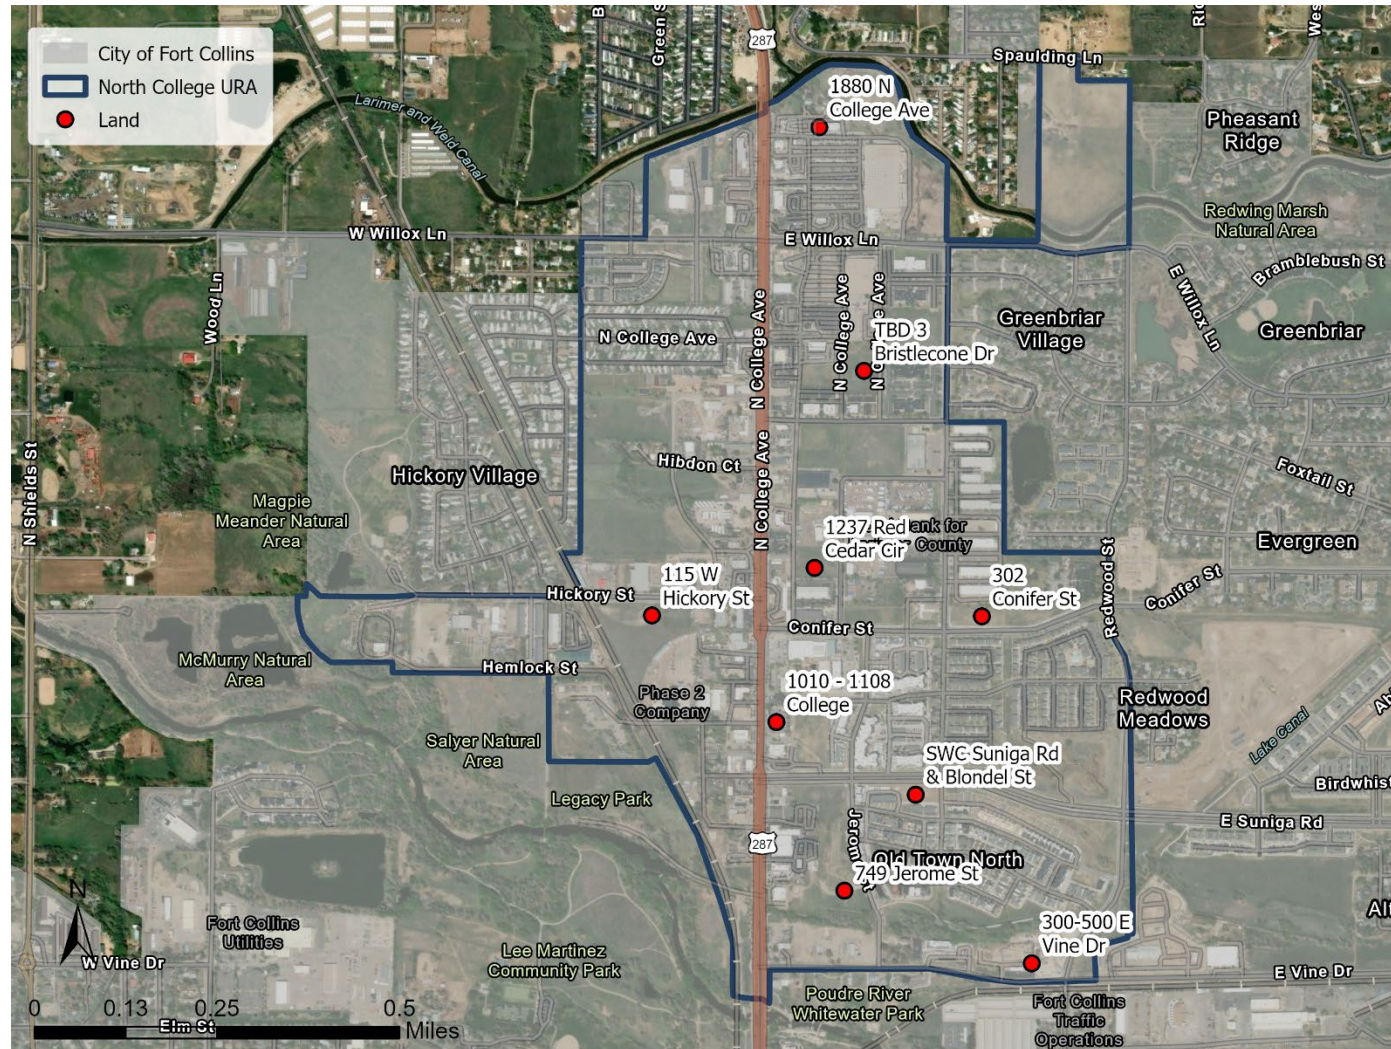 City of Fort Collins
North College URA
Land
287
Green S
Spaulding Ln
Larimer and Weld Canal
1880 N
College Ave
Pheasant
Ridge
Redwing Marsh
Natural Area
W Willox Ln
E Willox Ln
Bramblebush St
E Willox Ln
Wood Ln
N College Ave
N College Ave
N College Ave
TBD 3
Bristlecone Dr
Greenbriar
Village
Greenbriar
N College Ave
Hibdon Ct
Hickory Village
Foxtail St
N Shields St
N College Ave
Magpie
Meander Natural
Area
1237 Red
Cedar Cir
ank for
County
Evergreen
115 W
Hickory St
302
Conifer St
Hickory St
Conifer St
Conifer St
Redwood St
McMurry Natural
Area
Hemlock St
Phase 2
Company
1010 - 1108
College
Redwood
Meadows
Salyer Natural
Area
Lake Canal
SWC Suniga Rd
& Blondel St
Birdwhist
Legacy Park
E Suniga Rd
287
Jerom
Old Town North
749 Jerome St
N
Fort Collins
Utilities
300-500 E
Vine Dr
Lee Martinez
Community Park
W Vine Dr
E Vine Dr
Poudre River
Whitewater Park
Fort Collins
Traffic
Operations
0 0.13 0.25 0.5
Miles
Elm St